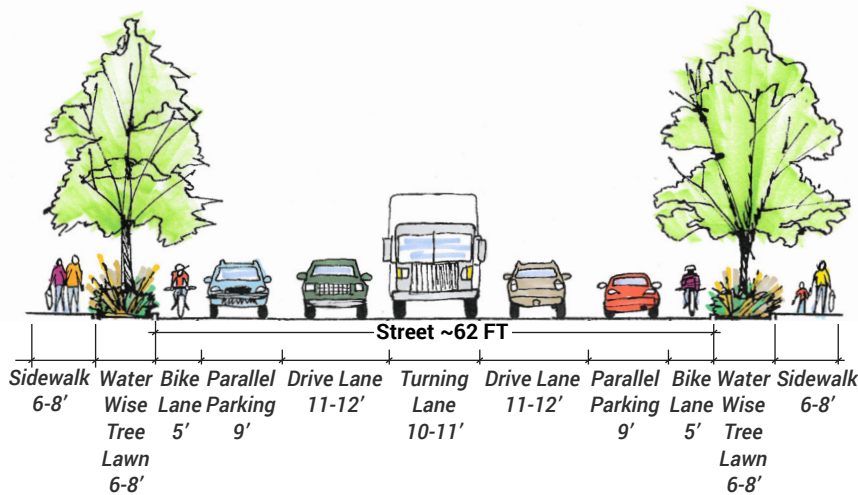 Street ~62 FT
Sidewalk
6-8’
Water
Wise
Tree
Lawn
6-8’
Bike
Lane
5’
Parallel
Parking
9’
Drive Lane
11-12’
Turning
Lane
10-11’
Drive Lane
11-12’
Parallel
Parking
9’
Bike
Lane
5’
Water
Wise
Tree
Lawn
6-8’
Sidewalk
6-8’